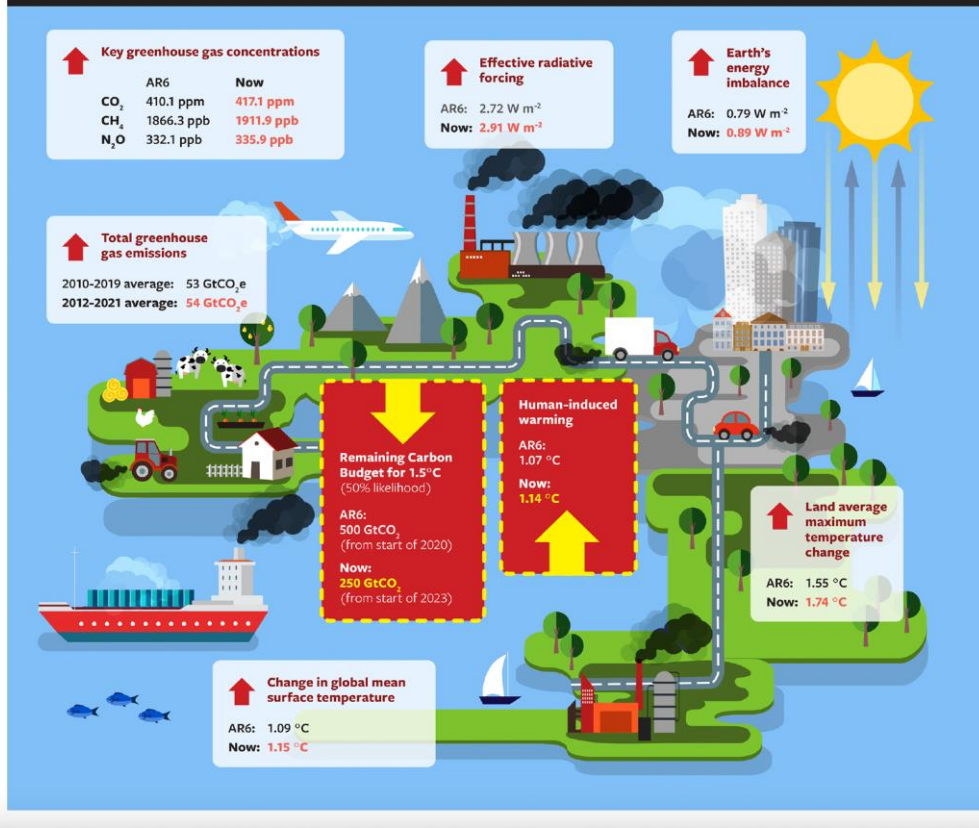 Key greenhouse gas concentrations
AR6 Now
CO₂ 410.1 ppm 417.1 ppm
CH₄ 1866.3 ppb 1911.9 ppb
N₂O 332.1 ppb 335.9 ppb
Effective radiative
forcing
AR6: 2.72 W m⁻²
Now: 2.91 W m⁻²
Earth's
energy
imbalance
AR6: 0.79 W m⁻²
Now: 0.89 W m⁻²
Total greenhouse
gas emissions
2010-2019 average: 53 GtCO₂e
2012-2021 average: 54 GtCO₂e
Remaining Carbon
Budget for 1.5°C
(50% likelihood)
AR6:
500 GtCO₂
(from start of 2020)
Now:
250 GtCO₂
(from start of 2023)
Human-induced
warming
AR6:
1.07 °C
Now:
1.14 °C
Land average
maximum
temperature
change
AR6: 1.55 °C
Now: 1.74 °C
Change in global mean
surface temperature
AR6: 1.09 °C
Now: 1.15 °C